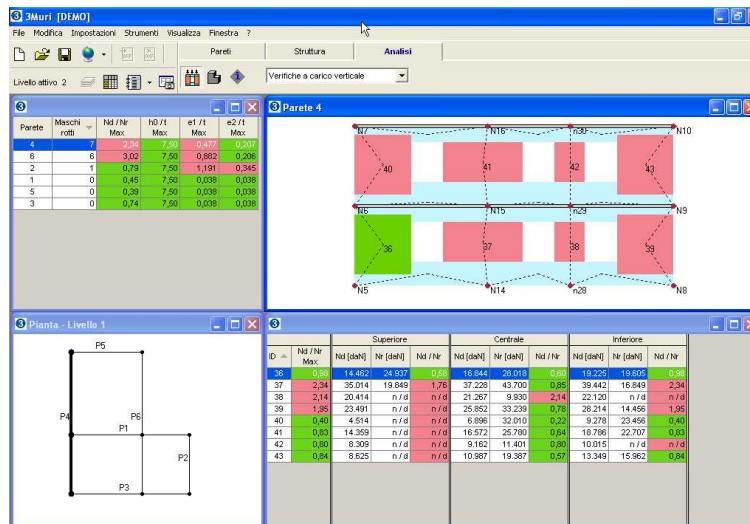 3Muri [DEMO]
File Modifica Impostazioni Strumenti Visualizza Finestra ?
Pareti Struttura Analisi
Livello attivo 2 Verifiche a carico verticale
Parete Maschi rotti Nd / Nr Max h0 / t Max e1 / t Max e2 / t Max
4 7 2,34 7,50 0,477 0,207
6 6 3,02 7,50 0,882 0,206
2 1 0,79 7,50 1,191 0,345
1 0 0,45 7,50 0,038 0,038
5 0 0,39 7,50 0,038 0,038
3 0 0,74 7,50 0,038 0,038
Parete 4
N7 N16 n30 N10
40 41 42 43
N6 N15 n29 N9
36 37 38 39
N5 N14 n28 N8
Pianta - Livello 1
P5
P4 P6
P1
P2
P3
Superiore Centrale Inferiore
ID Nd / Nr Max Nd [daN] Nr [daN] Nd / Nr Nd [daN] Nr [daN] Nd / Nr Nd [daN] Nr [daN] Nd / Nr
36 0,98 14.462 24.937 0,58 16.844 28.018 0,60 19.225 19.605 0,98
37 2,34 35.014 19.849 1,76 37.228 43.700 0,85 39.442 16.849 2,34
38 2,14 20.414 n / d n / d 21.267 9.930 2,14 22.120 n / d n / d
39 1,95 23.491 n / d n / d 25.852 33.239 0,78 28.214 14.456 1,95
40 0,40 4.514 n / d n / d 6.896 32.010 0,22 9.278 23.456 0,40
41 0,83 14.359 n / d n / d 16.572 25.780 0,64 18.786 22.707 0,83
42 0,80 8.309 n / d n / d 9.162 11.401 0,80 10.015 n / d n / d
43 0,84 8.625 n / d n / d 10.987 19.387 0,57 13.349 15.962 0,84